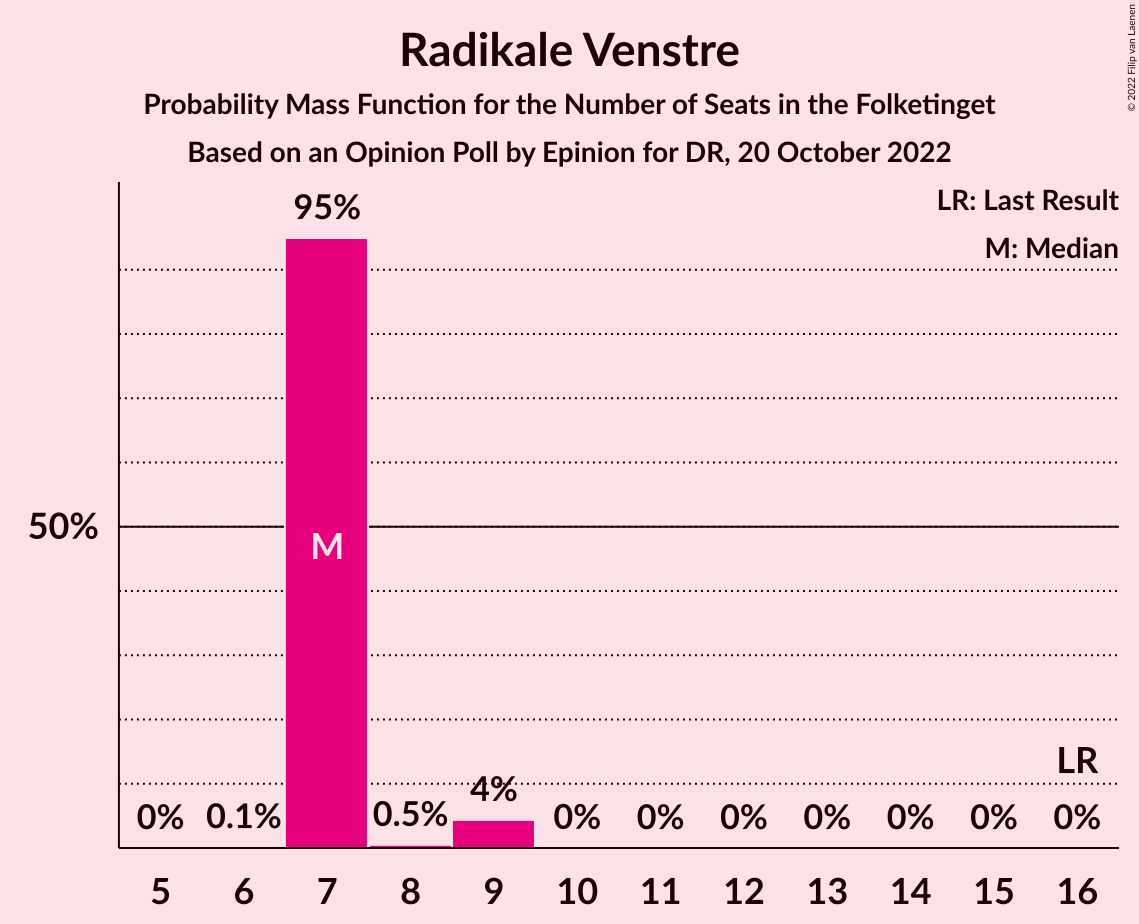 Radikale Venstre
Probability Mass Function for the Number of Seats in the Folketinget
Based on an Opinion Poll by Epinion for DR, 20 October 2022
© 2022 Filip van Laenen
LR: Last Result
M: Median
95%
50%
M
LR
0% 0.1% 0.5% 4% 0% 0% 0% 0% 0% 0% 0%
5 6 7 8 9 10 11 12 13 14 15 16